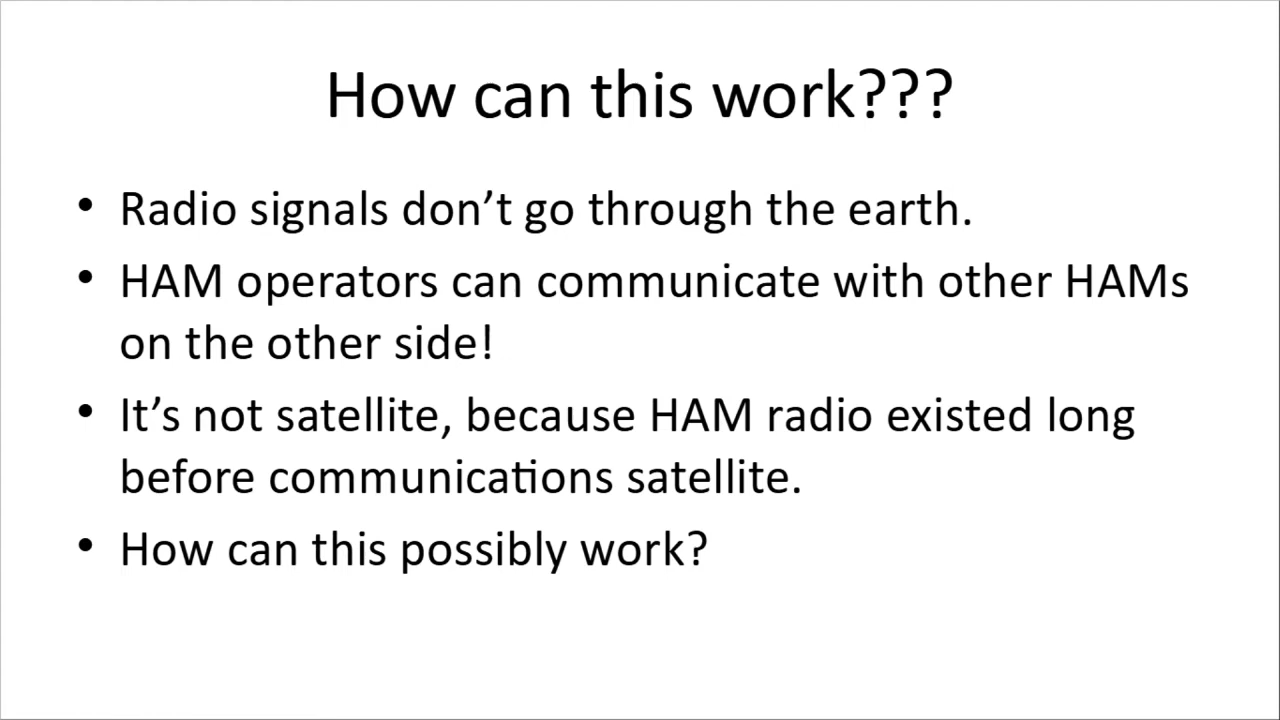 How can this work???
• Radio signals don’t go through the earth.
• HAM operators can communicate with other HAMs
on the other side!
• It’s not satellite, because HAM radio existed long
before communications satellite.
• How can this possibly work?